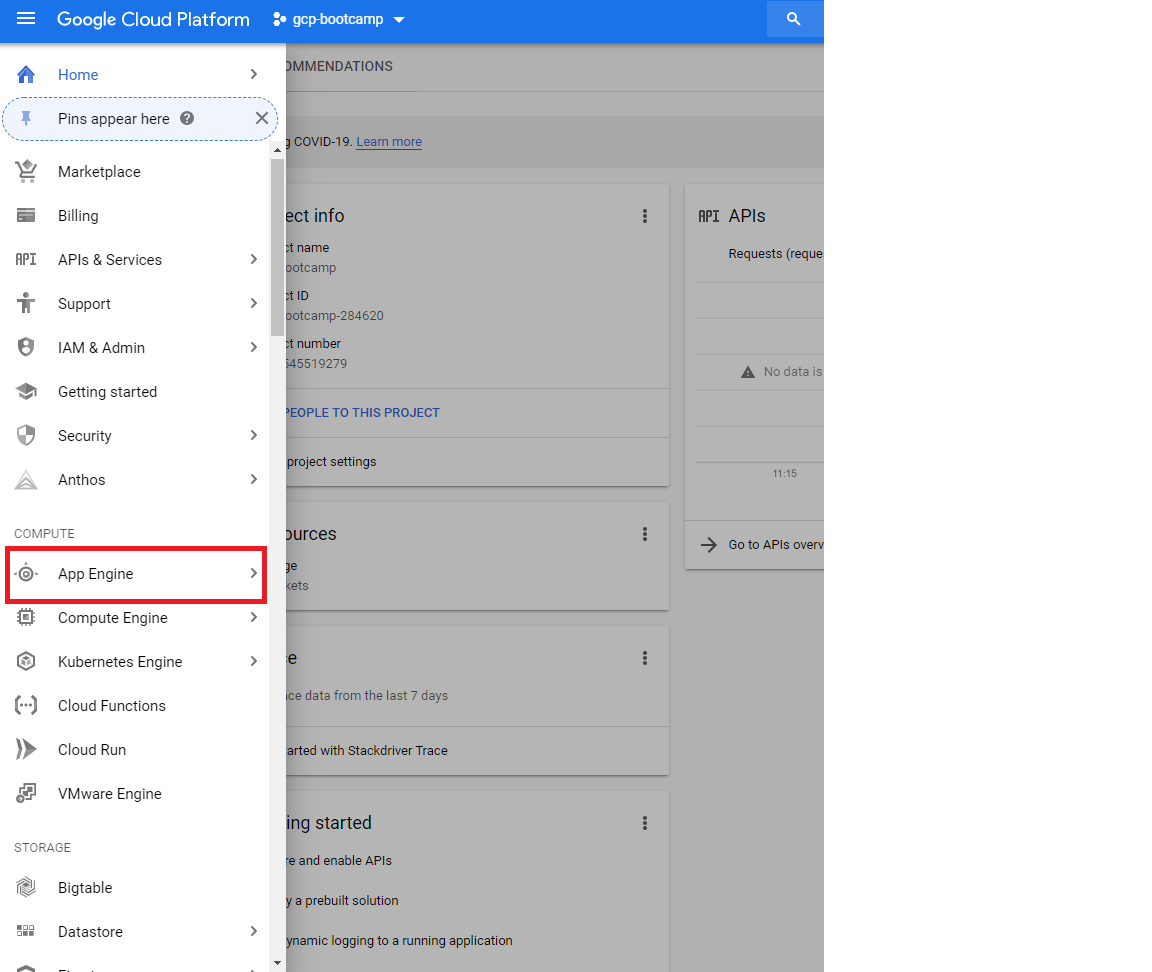 Google Cloud Platform gcp-bootcamp
Home
Pins appear here
Marketplace
Billing
API APIs & Services
Support
IAM & Admin
Getting started
Security
Anthos
COMPUTE
App Engine
Compute Engine
Kubernetes Engine
Cloud Functions
Cloud Run
VMware Engine
STORAGE
Bigtable
Datastore
OMMENDATIONS
g COVID-19. Learn more
ect info
ct name
ootcamp
ct ID
ootcamp-284620
ct number
545519279
PEOPLE TO THIS PROJECT
project settings
ources
ge
kets
ce
ace data from the last 7 days
arted with Stackdriver Trace
ing started
re and enable APIs
y a prebuilt solution
ynamic logging to a running application
API APIs
Requests (reque
No data is
11:15
Go to APIs overv